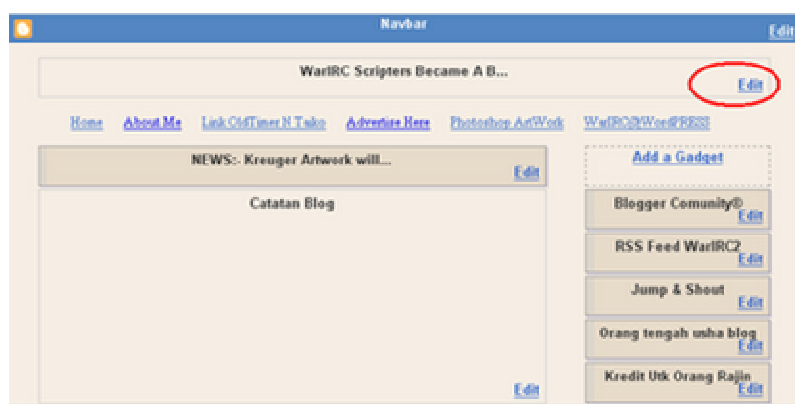 Navbar
Edit
WarIRC Scripters Became A B...
Edit
Home About Me Link OldTimer N Taiko Advertise Here Photoshop ArtWork WarIRC@WordPRESS
NEWS:- Kreuger Artwork will...
Edit
Catatan Blog
Edit
Add a Gadget
Blogger Comunity®
Edit
RSS Feed WarIRC2
Edit
Jump & Shout
Edit
Orang tengah usha blog
Edit
Kredit Utk Orang Rajin
Edit